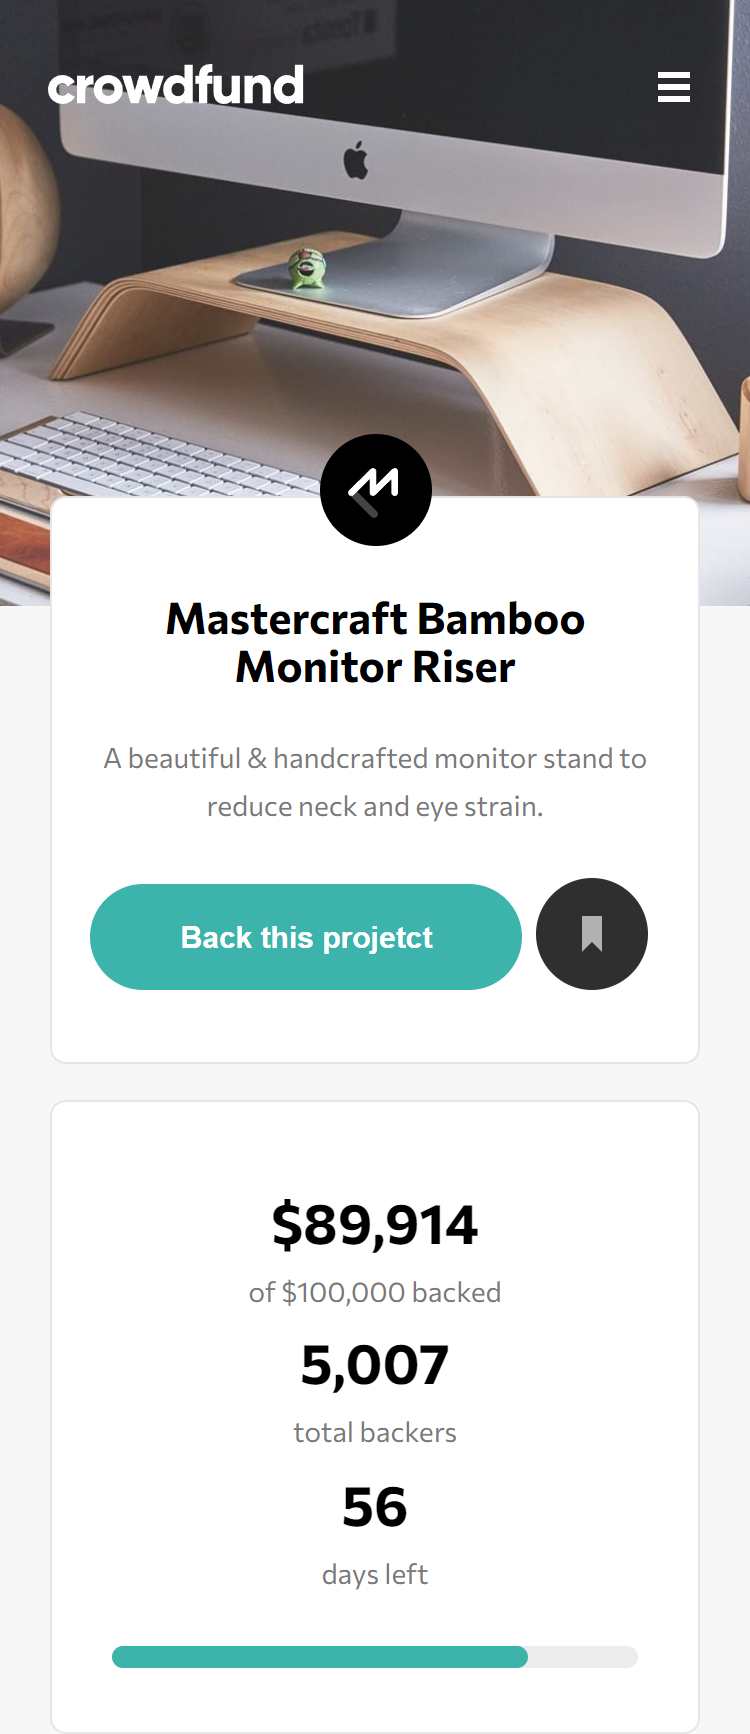 crowdfund
Mastercraft Bamboo
Monitor Riser
A beautiful & handcrafted monitor stand to
reduce neck and eye strain.
Back this projetct
$89,914
of $100,000 backed
5,007
total backers
56
days left